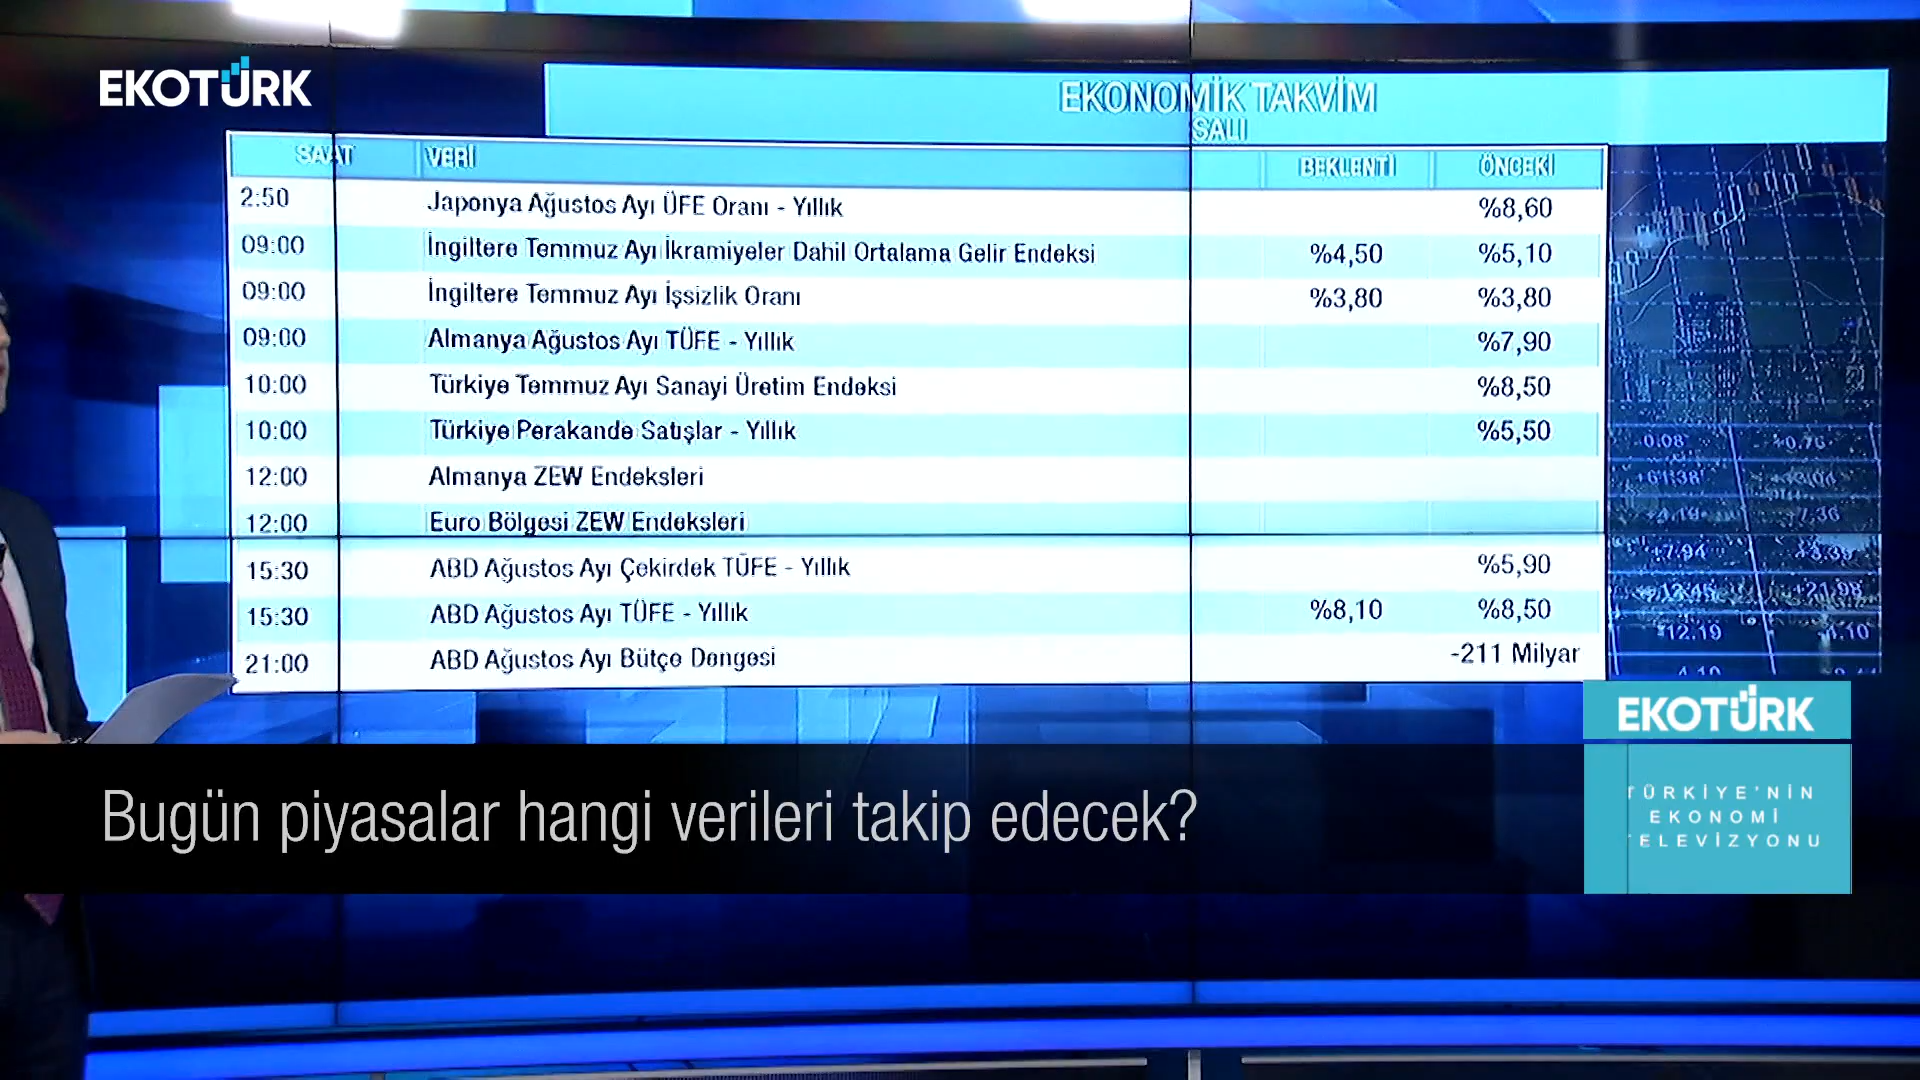 EKOTÜRK
EKONOMİK TAKVİM
SALI
SAAT VERİ BEKLENTİ ÖNCEKİ
2:50 Japonya Ağustos Ayı ÜFE Oranı - Yıllık %8,60
09:00 İngiltere Temmuz Ayı İkramiyeler Dahil Ortalama Gelir Endeksi %4,50 %5,10
09:00 İngiltere Temmuz Ayı İşsizlik Oranı %3,80 %3,80
09:00 Almanya Ağustos Ayı TÜFE - Yıllık %7,90
10:00 Türkiye Temmuz Ayı Sanayi Üretim Endeksi %8,50
10:00 Türkiye Perakande Satışlar - Yıllık %5,50
12:00 Almanya ZEW Endeksleri
12:00 Euro Bölgesi ZEW Endeksleri
15:30 ABD Ağustos Ayı Çekirdek TÜFE - Yıllık %5,90
15:30 ABD Ağustos Ayı TÜFE - Yıllık %8,10 %8,50
21:00 ABD Ağustos Ayı Bütçe Dengesi -211 Milyar
EKOTÜRK
Bugün piyasalar hangi verileri takip edecek?
TÜRKİYE'NİN
EKONOMİ
TELEVİZYONU